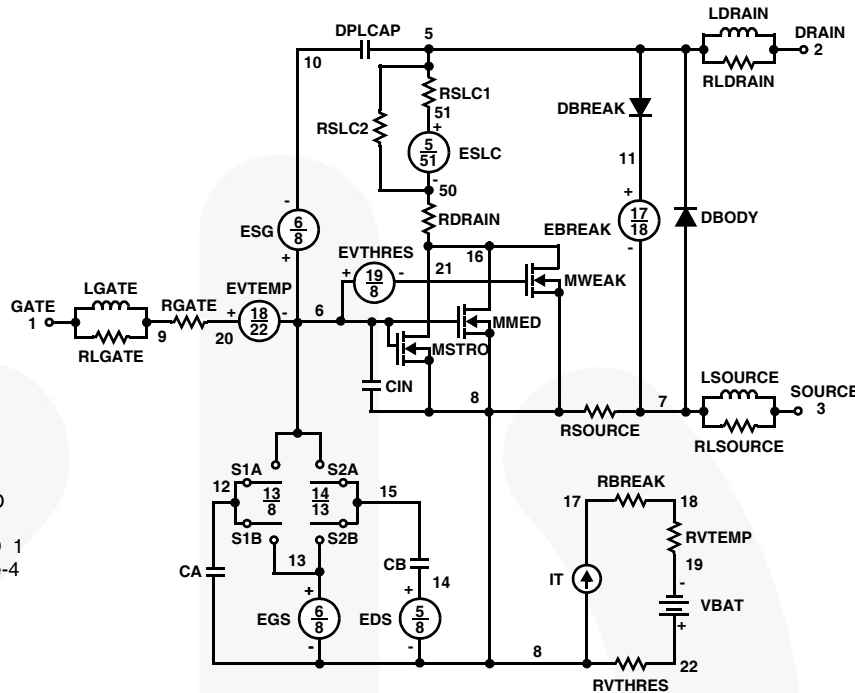 LDRAIN
DPLCAP 5 DRAIN
10 2
RLDRAIN
RSLC1
51
DBREAK
RSLC2
+
5
51
ESLC
11
-
50
-
+
6
8
ESG
RDRAIN
EBREAK
17
18
DBODY
+
EVTHRES
16
-
+
19
8
-
21
MWEAK
LGATE
EVTEMP
GATE
1
RGATE
+
18
22
-
6
MMED
9
20
RLGATE
MSTRO
LSOURCE
CIN
8
7
SOURCE
3
RSOURCE
RLSOURCE
S1A
S2A
RBREAK
12
13
8
14
13
15
17
18
S1B
S2B
RVTEMP
13
CB
19
CA
14
IT
-
+
+
VBAT
EGS
6
8
EDS
5
8
+
-
-
8
22
RVTHRES
1
e-4